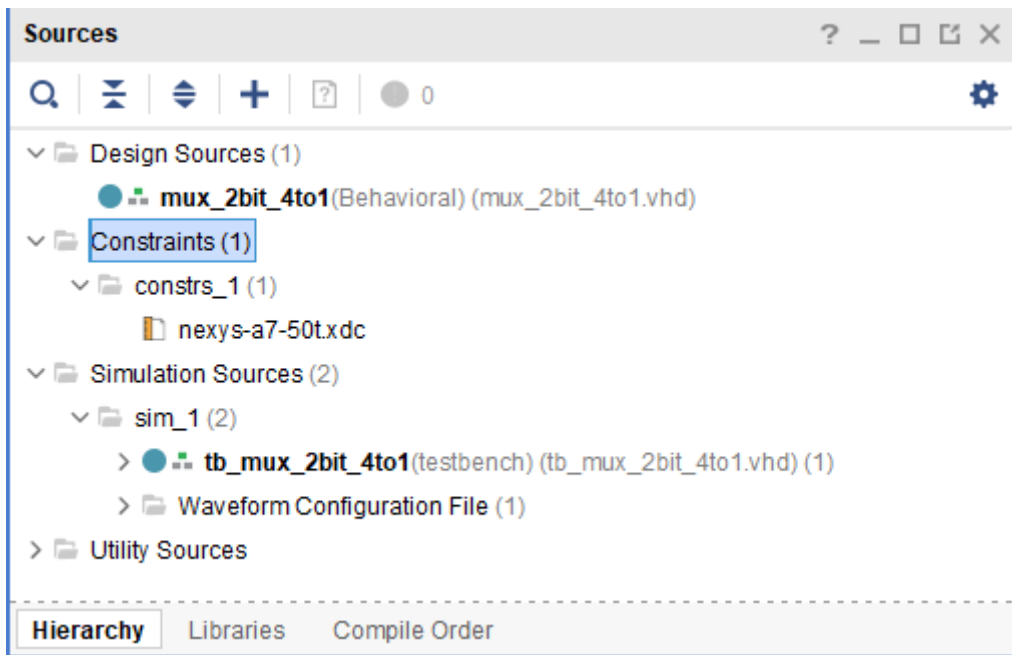 Sources
0
Design Sources (1)
mux_2bit_4to1(Behavioral) (mux_2bit_4to1.vhd)
Constraints (1)
constrs_1 (1)
nexys-a7-50t.xdc
Simulation Sources (2)
sim_1 (2)
tb_mux_2bit_4to1(testbench) (tb_mux_2bit_4to1.vhd) (1)
Waveform Configuration File (1)
Utility Sources
Hierarchy Libraries Compile Order